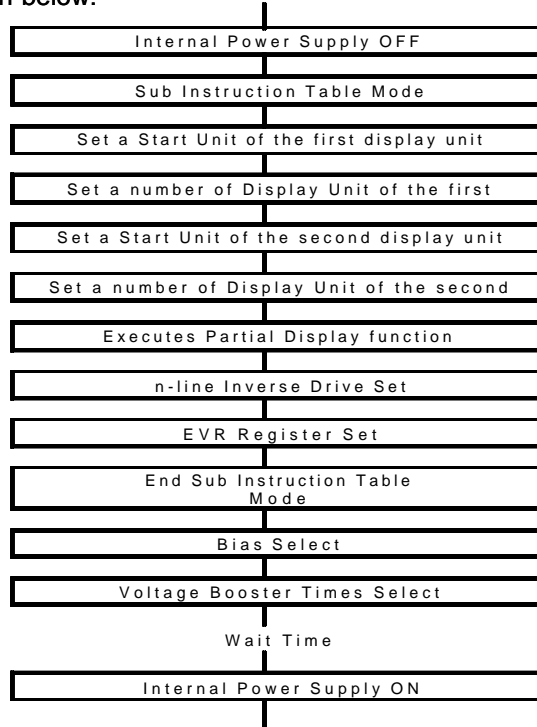 below.
Internal Power Supply OFF
Sub Instruction Table Mode
Set a Start Unit of the first display unit
Set a number of Display Unit of the first
Set a Start Unit of the second display unit
Set a number of Display Unit of the second
Executes Partial Display function
n-line Inverse Drive Set
EVR Register Set
End Sub Instruction Table
Mode
Bias Select
Voltage Booster Times Select
Wait Time
Internal Power Supply ON